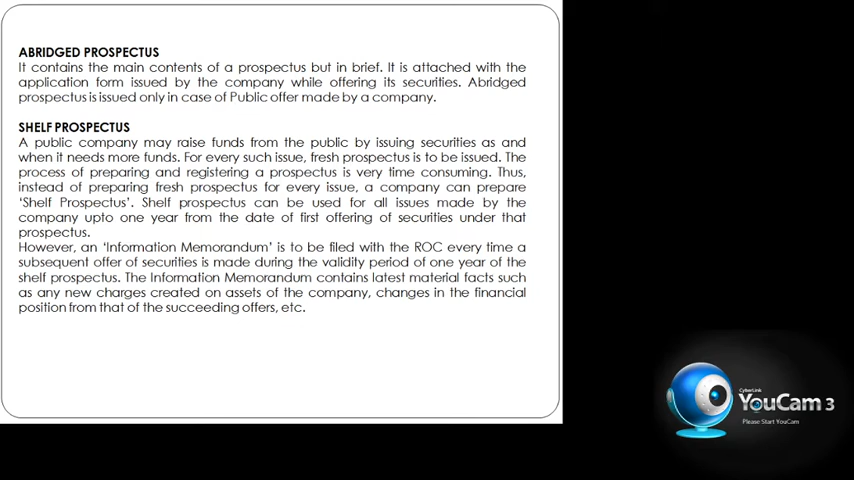 ABRIDGED PROSPECTUS
It contains the main contents of a prospectus but in brief. It is attached with the
application form issued by the company while offering its securities. Abridged
prospectus is issued only in case of Public offer made by a company.
SHELF PROSPECTUS
A public company may raise funds from the public by issuing securities as and
when it needs more funds. For every such issue, fresh prospectus is to be issued. The
process of preparing and registering a prospectus is very time consuming. Thus,
instead of preparing fresh prospectus for every issue, a company can prepare
‘Shelf Prospectus’. Shelf prospectus can be used for all issues made by the
company upto one year from the date of first offering of securities under that
prospectus.
However, an ‘Information Memorandum’ is to be filed with the ROC every time a
subsequent offer of securities is made during the validity period of one year of the
shelf prospectus. The Information Memorandum contains latest material facts such
as any new charges created on assets of the company, changes in the financial
position from that of the succeeding offers, etc.
CyberLink
YouCam 3
Please Start YouCam